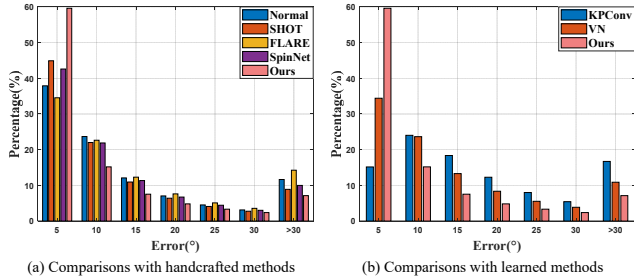 60
50
40
30
20
10
0
Percentage(%)
Normal
SHOT
FLARE
SpinNet
Ours
5 10 15 20 25 30 >30
Error(°)
(a) Comparisons with handcrafted methods
60
50
40
30
20
10
0
Percentage(%)
KPConv
VN
Ours
5 10 15 20 25 30 >30
Error(°)
(b) Comparisons with learned methods